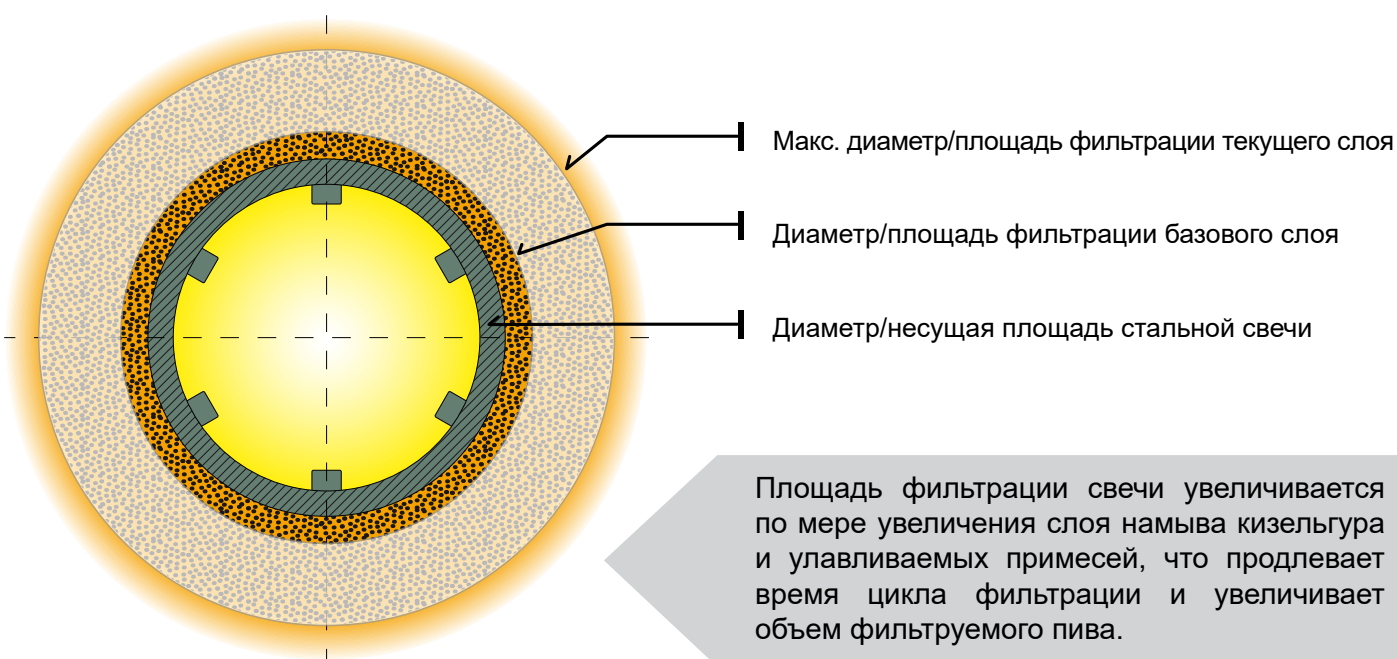 Макс. диаметр/площадь фильтрации текущего слоя
Диаметр/площадь фильтрации базового слоя
Диаметр/несущая площадь стальной свечи
Площадь фильтрации свечи увеличивается
по мере увеличения слоя намыва кизельгура
и улавливаемых примесей, что продлевает
время цикла фильтрации и увеличивает
объем фильтруемого пива.